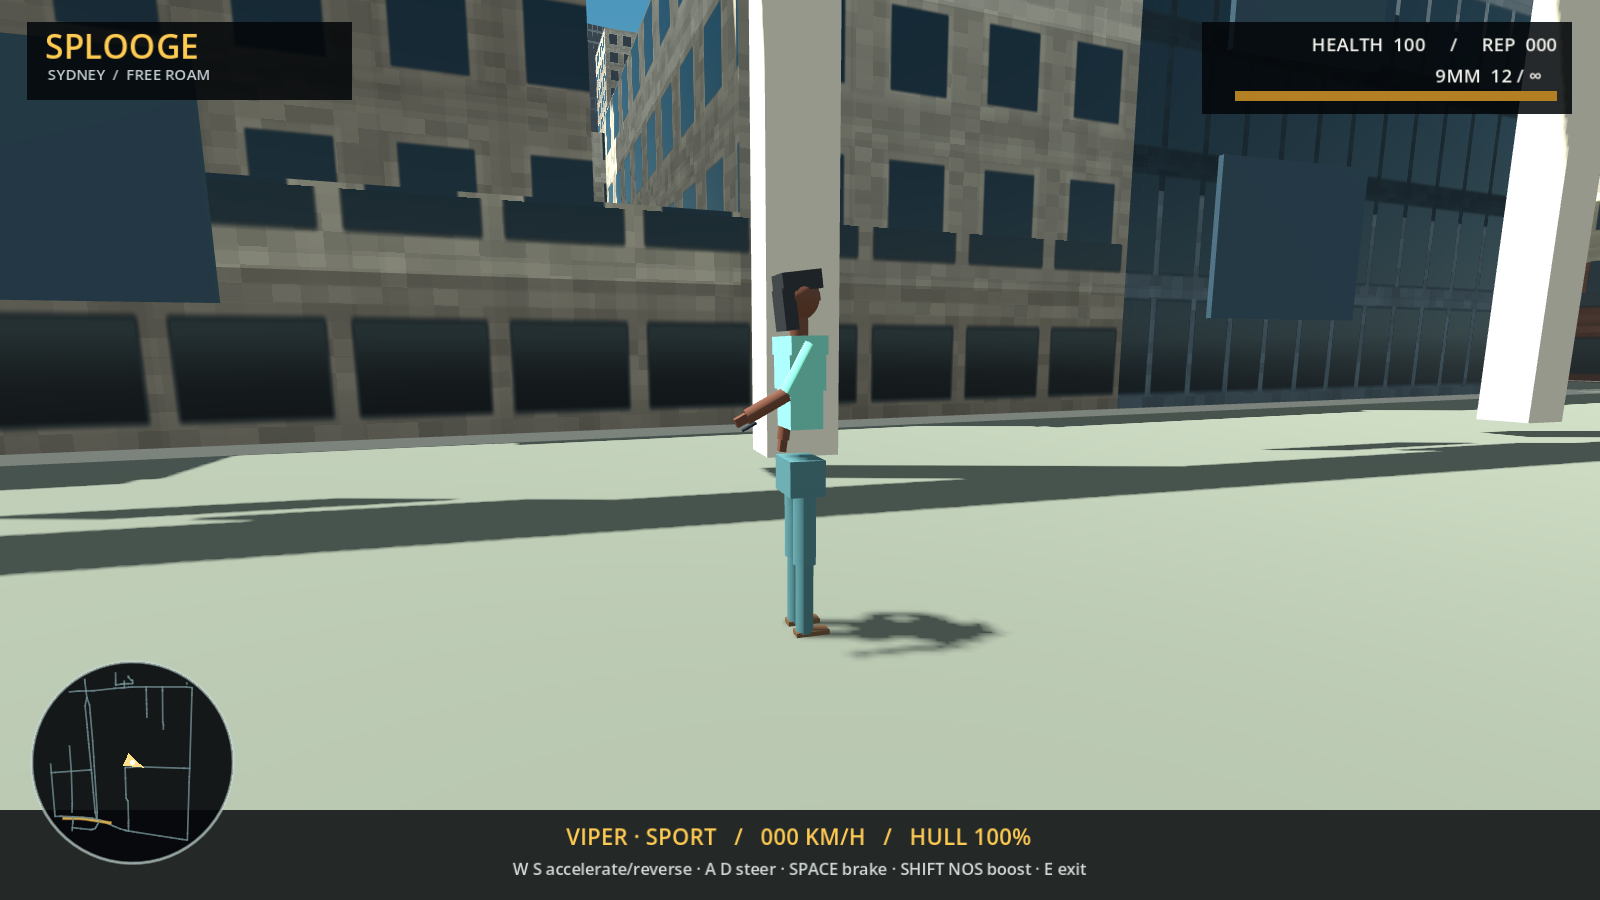 SPLOOGE
SYDNEY / FREE ROAM
HEALTH 100 / REP 000
9MM 12 / ∞
VIPER · SPORT / 000 KM/H / HULL 100%
W S accelerate/reverse · A D steer · SPACE brake · SHIFT NOS boost · E exit